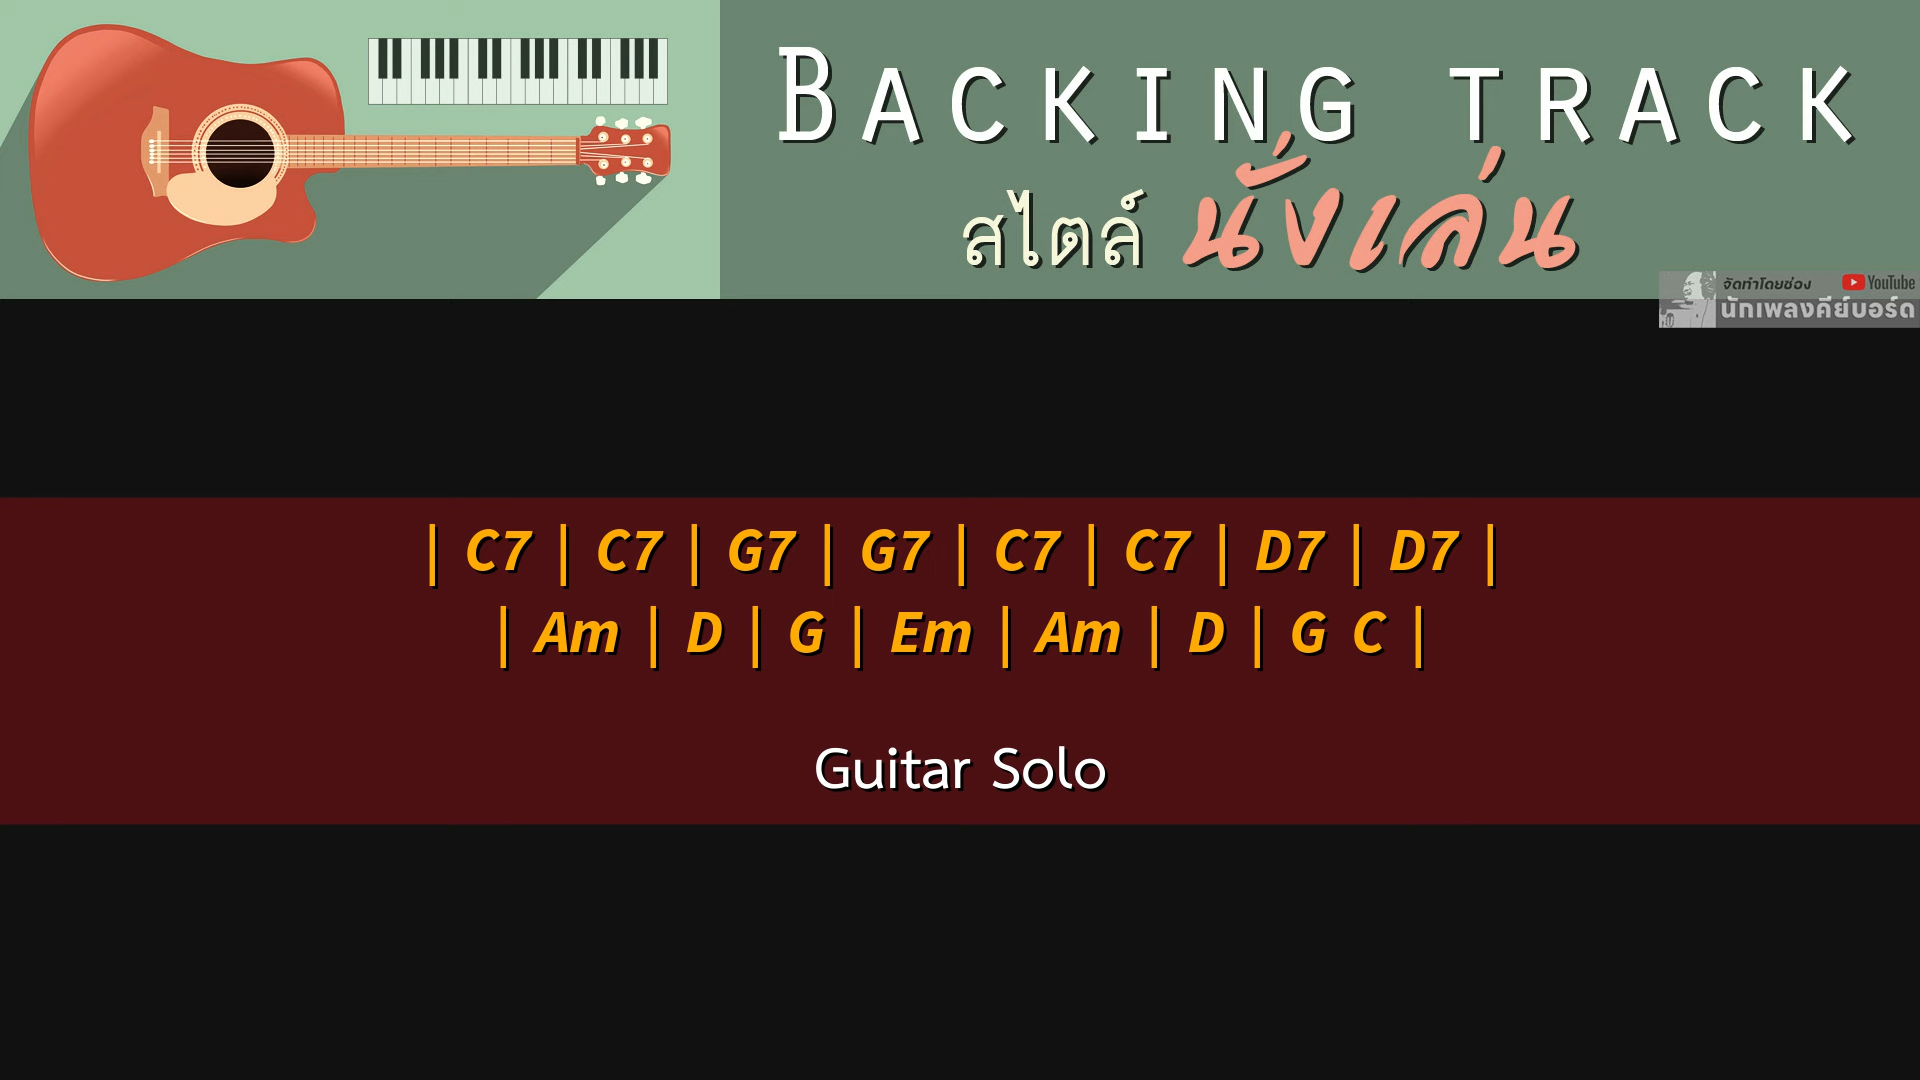 BACKING TRACK
สไตล์ นั่งเล่น
จัดทำโดยช่อง YouTube
นักเพลงคีย์บอร์ด
| C7 | C7 | G7 | G7 | C7 | C7 | D7 | D7 |
| Am | D | G | Em | Am | D | G C |
Guitar Solo